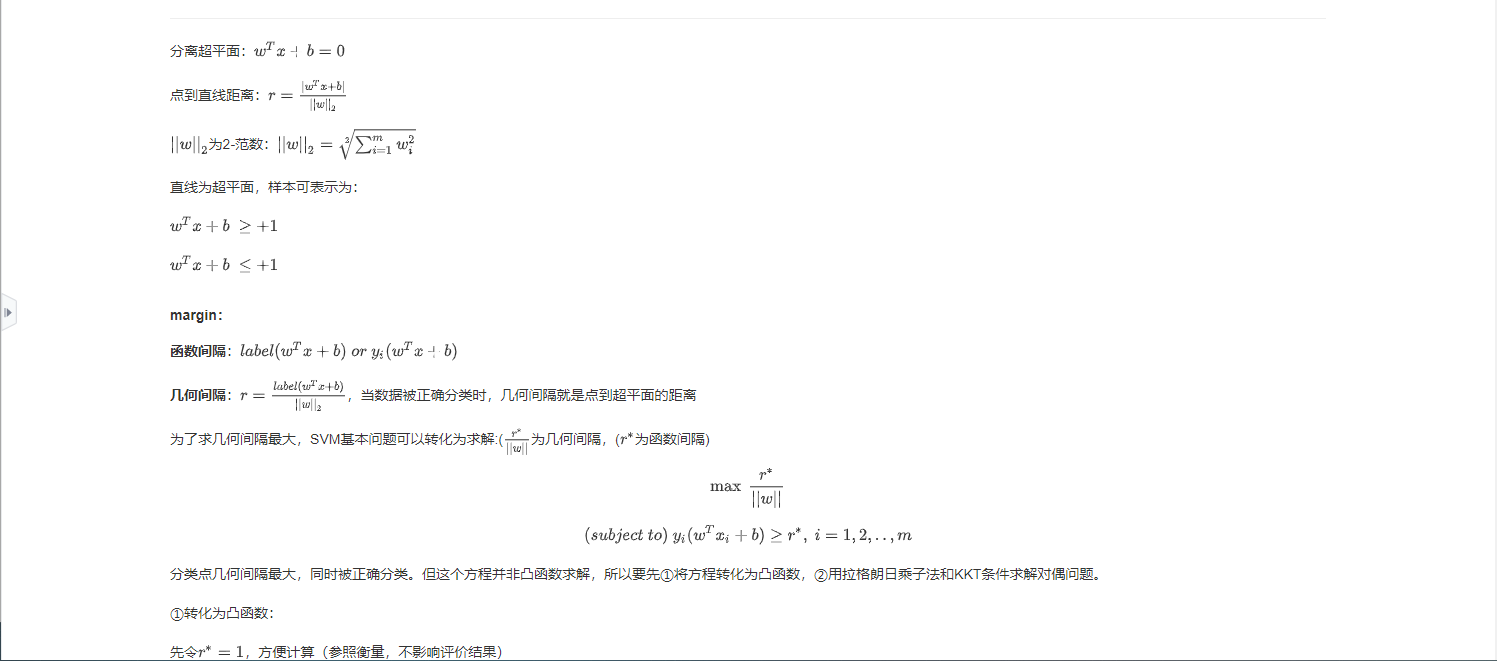 分离超平面：$w^T x + b = 0$
点到直线距离：$r = \frac{|w^T x + b|}{||w||_2}$
$||w||_2$为2-范数：$||w||_2 = \sqrt[2]{\sum_{i=1}^{m} w_i^2}$
直线为超平面，样本可表示为：
$w^T x + b \ \geq +1$
$w^T x + b \ \leq +1$
margin：
函数间隔：$label(w^T x + b) \ or \ y_i(w^T x + b)$
几何间隔：$r = \frac{label(w^T x + b)}{||w||_2}$，当数据被正确分类时，几何间隔就是点到超平面的距离
为了求几何间隔最大，SVM基本问题可以转化为求解:($\frac{r^*}{||w||}$为几何间隔，($r^*$为函数间隔)
$\max \ \frac{r^*}{||w||}$
$(subject \ to) \ y_i(w^T x_i + b) \geq r^*, \ i = 1, 2, .., m$
分类点几何间隔最大，同时被正确分类。但这个方程并非凸函数求解，所以要先①将方程转化为凸函数，②用拉格朗日乘子法和KKT条件求解对偶问题。
①转化为凸函数：
先令$r^* = 1$，方便计算（参照衡量，不影响评价结果）